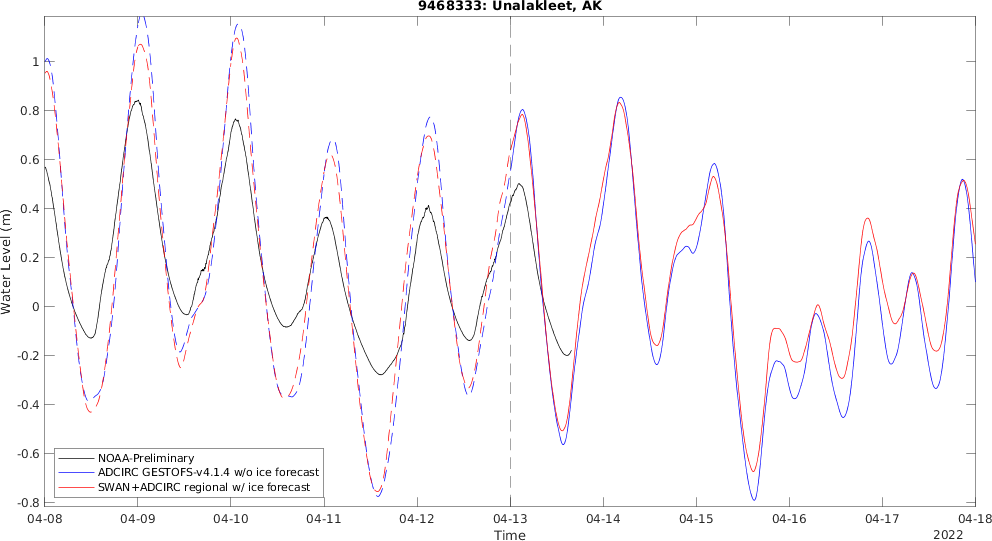 9468333: Unalakleet, AK
Water Level (m)
1
0.8
0.6
0.4
0.2
0
-0.2
-0.4
-0.6
-0.8
NOAA-Preliminary
ADCIRC GESTOFS-v4.1.4 w/o ice forecast
SWAN+ADCIRC regional w/ ice forecast
04-08 04-09 04-10 04-11 04-12 04-13 04-14 04-15 04-16 04-17 04-18
Time
2022